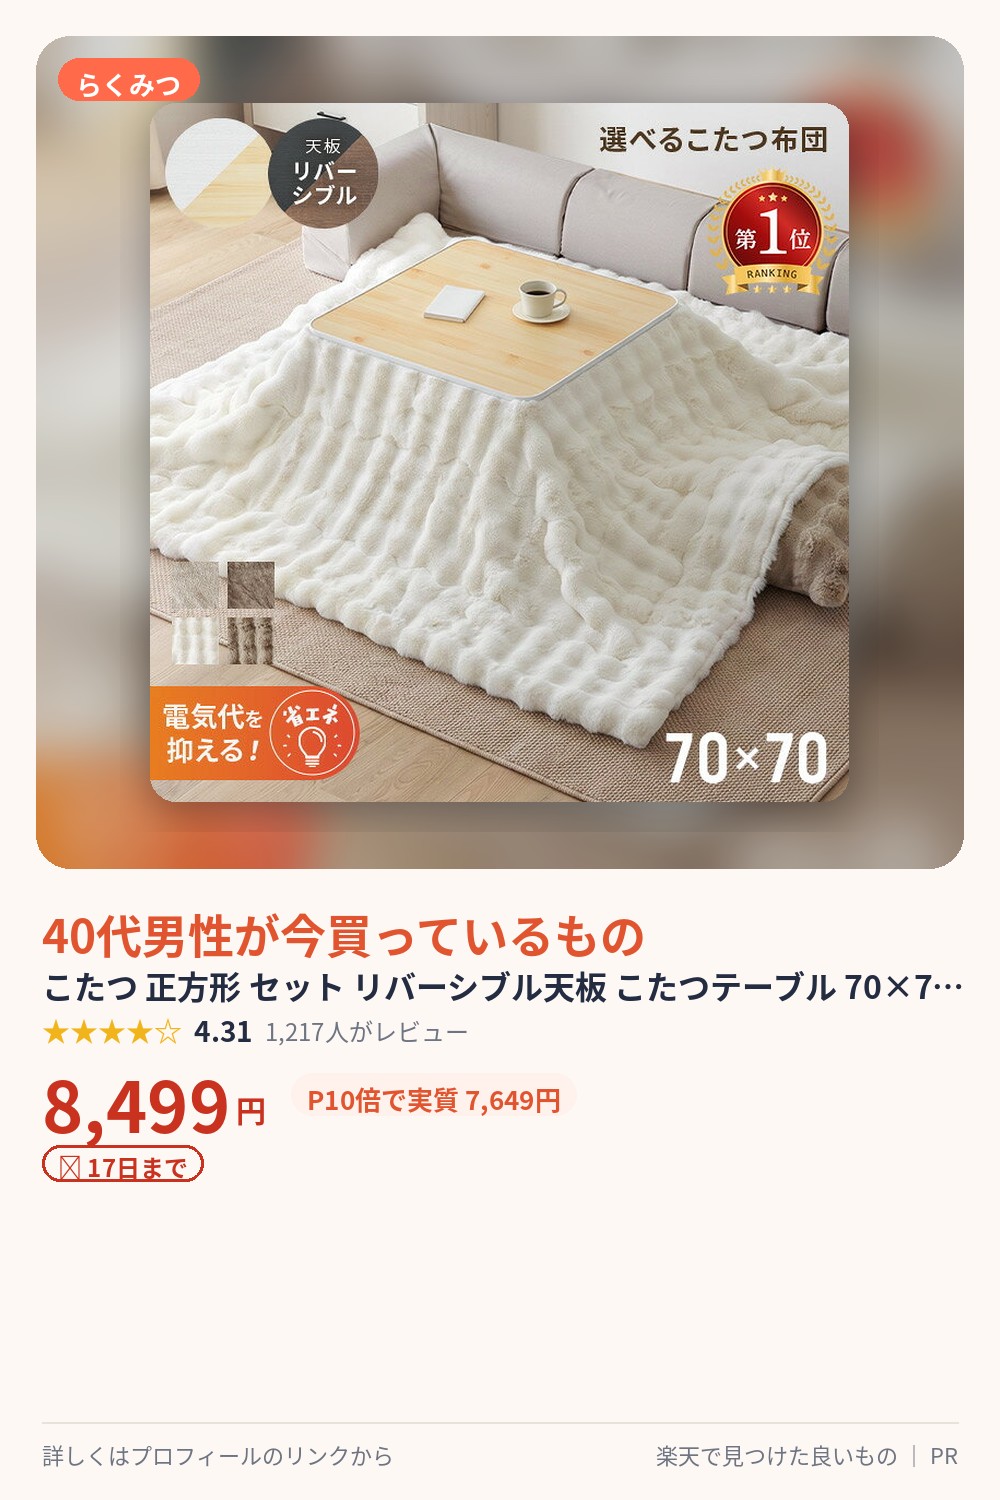 らくみつ
天板
リバー
シブル
選べるこたつ布団
第1位
RANKING
電気代を
抑える!
省エネ
70×70
40代男性が今買っているもの
こたつ 正方形 セット リバーシブル天板 こたつテーブル 70×7…
★★★★☆ 4.31 1,217人がレビュー
8,499円 P10倍で実質 7,649円
17日まで
詳しくはプロフィールのリンクから
楽天で見つけた良いもの | PR